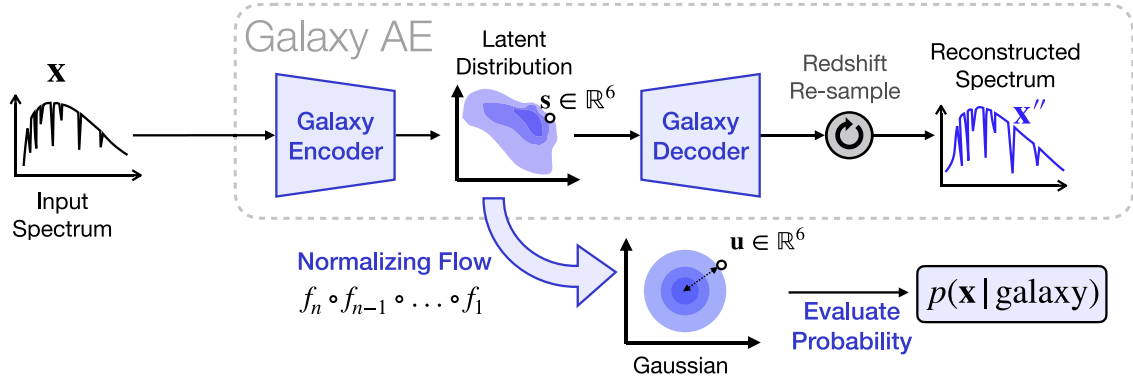 Galaxy AE
x
Input
Spectrum
Galaxy
Encoder
Latent
Distribution
s ∈ ℝ⁶
Galaxy
Decoder
Redshift
Re-sample
Reconstructed
Spectrum
x″
Normalizing Flow
fₙ ∘ fₙ₋₁ ∘ … ∘ f₁
u ∈ ℝ⁶
Gaussian
Evaluate
Probability
p(x | galaxy)